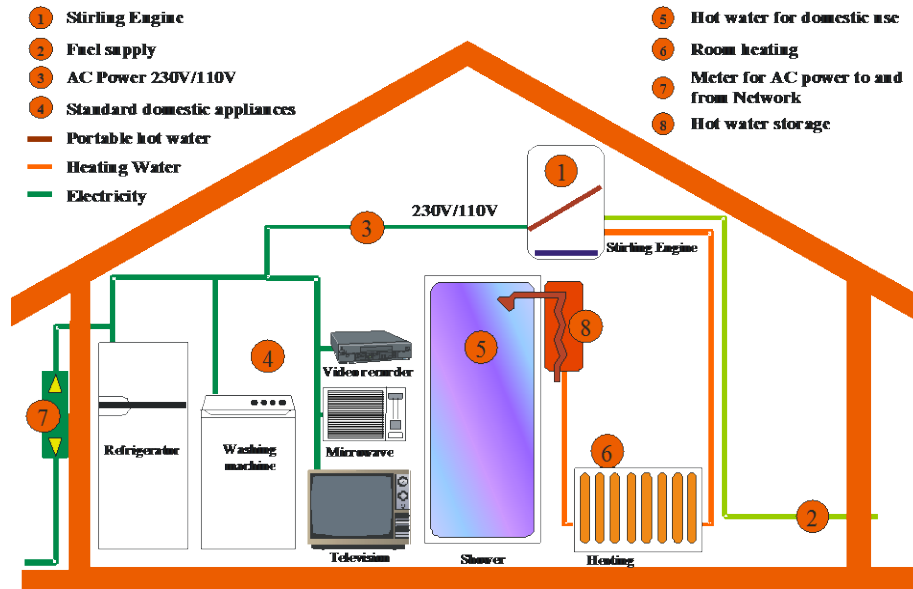 1 Stirling Engine
2 Fuel supply
3 AC Power 230V/110V
4 Standard domestic appliances
Portable hot water
Heating Water
Electricity
5 Hot water for domestic use
6 Room heating
7 Meter for AC power to and
from Network
8 Hot water storage
1
230V/110V
3
Stirling Engine
8
4
5
Video recorder
7
Refrigerator
Washing
machine
Microwave
6
2
Television
Shower
Heating